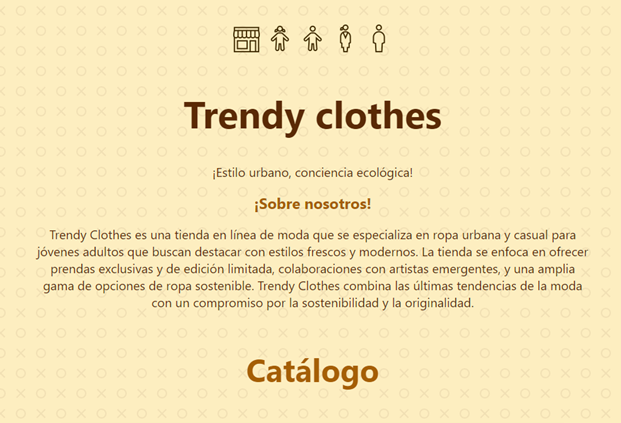 Trendy clothes
¡Estilo urbano, conciencia ecológica!
¡Sobre nosotros!
Trendy Clothes es una tienda en línea de moda que se especializa en ropa urbana y casual para
jóvenes adultos que buscan destacar con estilos frescos y modernos. La tienda se enfoca en ofrecer
prendas exclusivas y de edición limitada, colaboraciones con artistas emergentes, y una amplia
gama de opciones de ropa sostenible. Trendy Clothes combina las últimas tendencias de la moda
con un compromiso por la sostenibilidad y la originalidad.
Catálogo